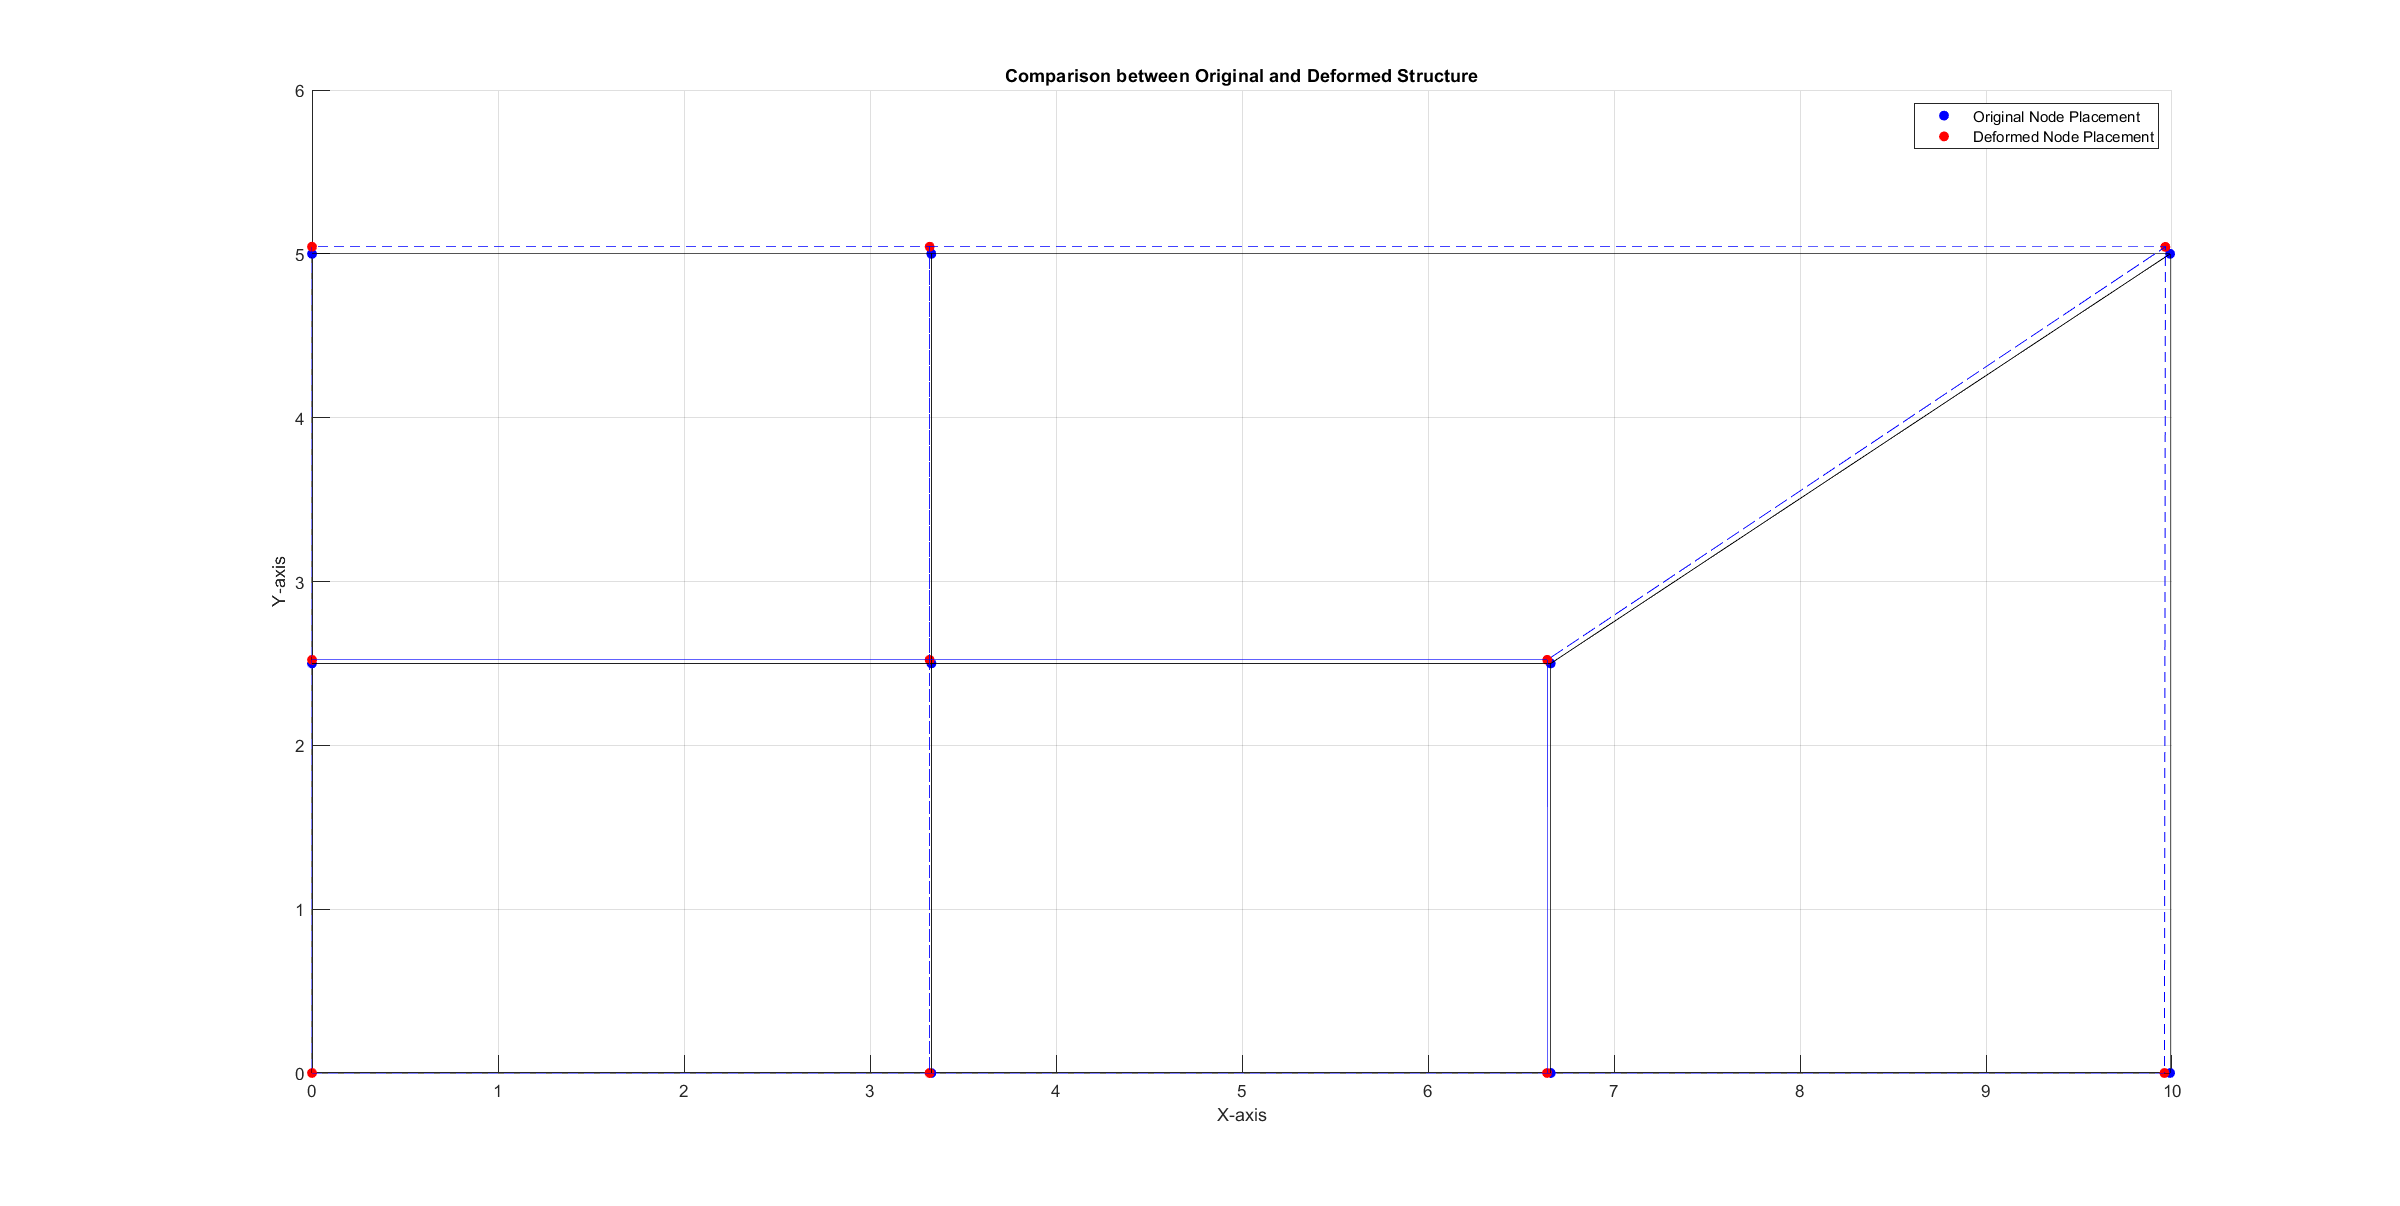 Comparison between Original and Deformed Structure
Original Node Placement
Deformed Node Placement
6
5
4
3
2
1
0
Y-axis
0 1 2 3 4 5 6 7 8 9 10
X-axis